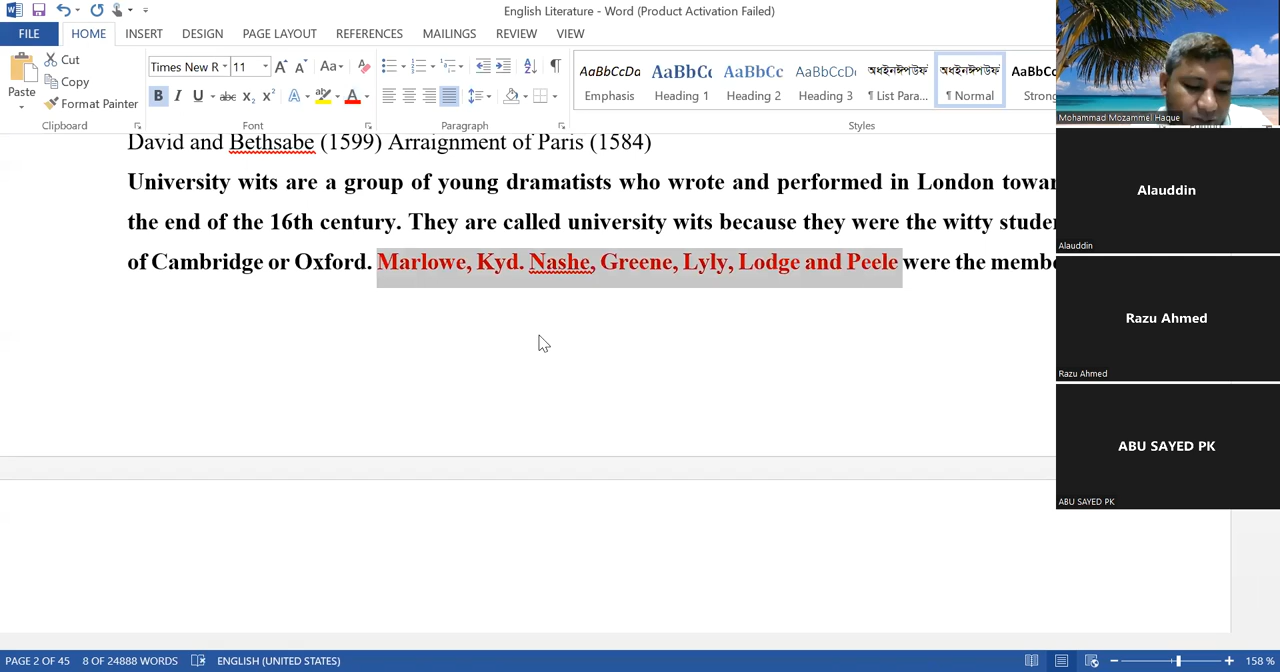 English Literature - Word (Product Activation Failed)
FILE HOME INSERT DESIGN PAGE LAYOUT REFERENCES MAILINGS REVIEW VIEW
Cut
Copy
Format Painter
Paste
Clipboard
Times New R 11
Font
Paragraph
AaBbCcDa AaBbCc AaBbCc AaBbCcDc অধইনঈপউফ অধইনঈপউফ AaBbCc
Emphasis Heading 1 Heading 2 Heading 3 ¶ List Para... ¶ Normal Strong
Styles
David and Bethsabe (1599) Arraignment of Paris (1584)
University wits are a group of young dramatists who wrote and performed in London towar
the end of the 16th century. They are called university wits because they were the witty studen
of Cambridge or Oxford. Marlowe, Kyd. Nashe, Greene, Lyly, Lodge and Peele were the membe
Mohammad Mozammel Haque
Alauddin
Alauddin
Razu Ahmed
Razu Ahmed
ABU SAYED PK
ABU SAYED PK
PAGE 2 OF 45 8 OF 24888 WORDS ENGLISH (UNITED STATES) 158 %